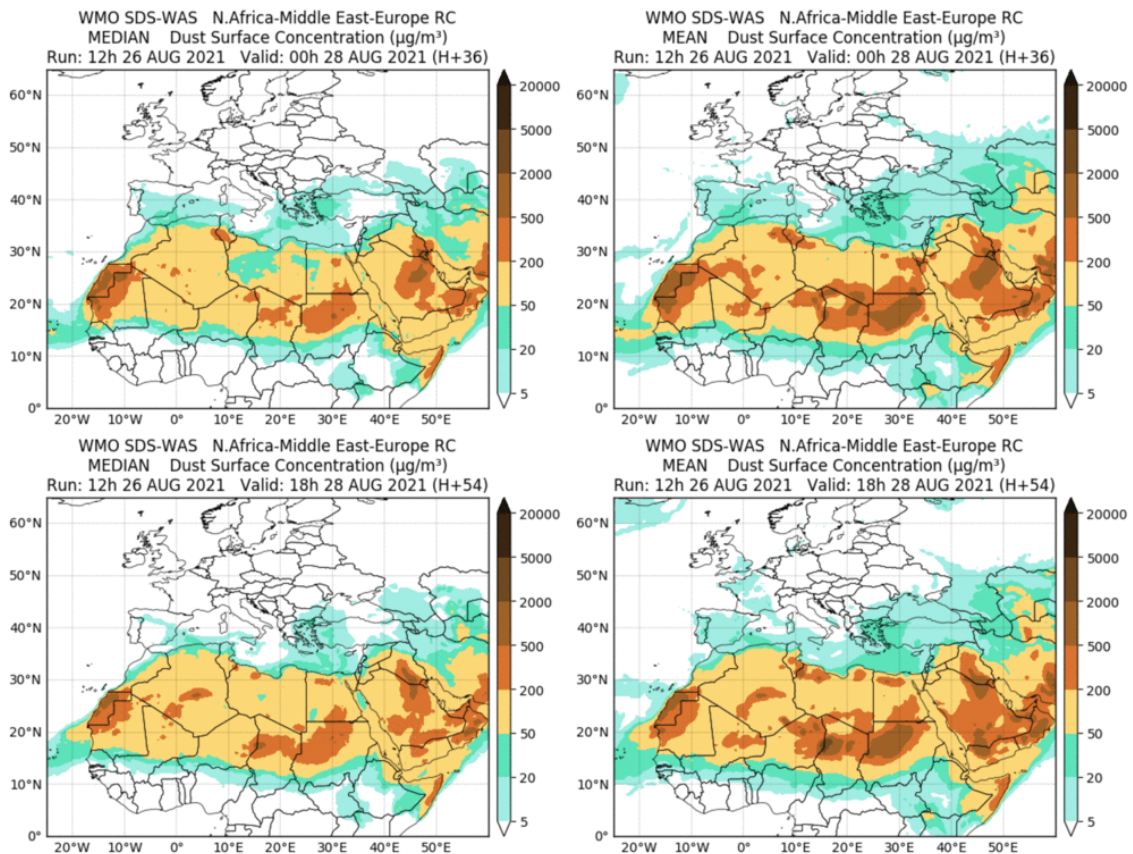 WMO SDS-WAS N.Africa-Middle East-Europe RC
MEDIAN Dust Surface Concentration (µg/m³)
Run: 12h 26 AUG 2021 Valid: 00h 28 AUG 2021 (H+36)
60°N
50°N
40°N
30°N
20°N
10°N
0°
20°W
10°W
0°
10°E
20°E
30°E
40°E
50°E
20000
5000
2000
500
200
50
20
5
WMO SDS-WAS N.Africa-Middle East-Europe RC
MEAN Dust Surface Concentration (µg/m³)
Run: 12h 26 AUG 2021 Valid: 00h 28 AUG 2021 (H+36)
60°N
50°N
40°N
30°N
20°N
10°N
0°
20°W
10°W
0°
10°E
20°E
30°E
40°E
50°E
20000
5000
2000
500
200
50
20
5
WMO SDS-WAS N.Africa-Middle East-Europe RC
MEDIAN Dust Surface Concentration (µg/m³)
Run: 12h 26 AUG 2021 Valid: 18h 28 AUG 2021 (H+54)
60°N
50°N
40°N
30°N
20°N
10°N
0°
20°W
10°W
0°
10°E
20°E
30°E
40°E
50°E
20000
5000
2000
500
200
50
20
5
WMO SDS-WAS N.Africa-Middle East-Europe RC
MEAN Dust Surface Concentration (µg/m³)
Run: 12h 26 AUG 2021 Valid: 18h 28 AUG 2021 (H+54)
60°N
50°N
40°N
30°N
20°N
10°N
0°
20°W
10°W
0°
10°E
20°E
30°E
40°E
50°E
20000
5000
2000
500
200
50
20
5